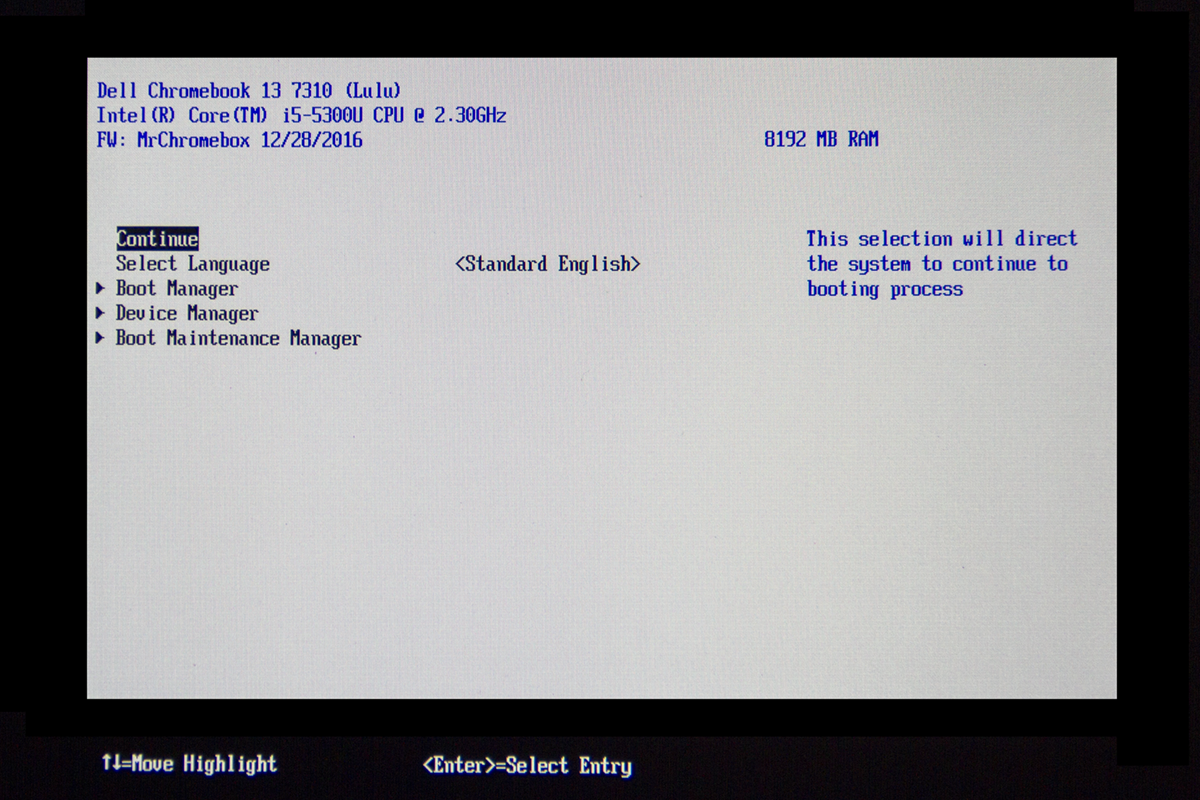 Dell Chromebook 13 7310 (Lulu)
Intel(R) Core(TM) i5-5300U CPU @ 2.30GHz
FW: MrChromebox 12/28/2016 8192 MB RAM
Continue This selection will direct
Select Language <Standard English> the system to continue to
Boot Manager booting process
Device Manager
Boot Maintenance Manager
↑↓=Move Highlight <Enter>=Select Entry